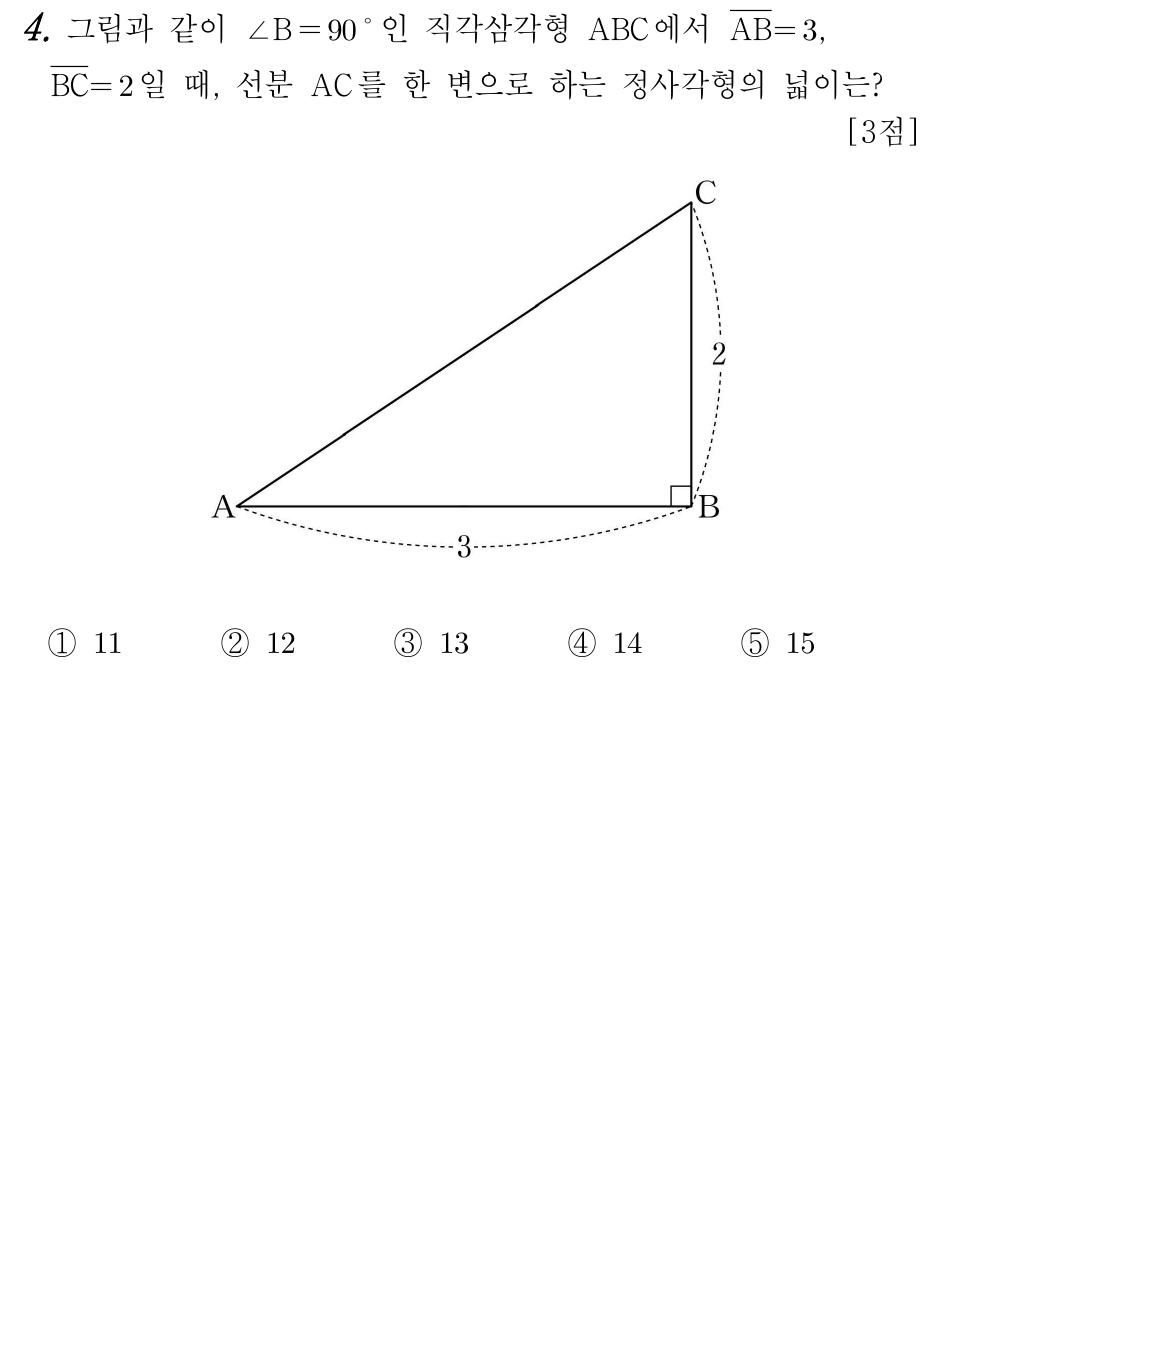 4. 그림과 같이 ∠B=90°인 직각삼각형 ABC에서 A̅B̅=3,
B̅C̅=2일 때, 선분 AC를 한 변으로 하는 정사각형의 넓이는?
[3점]
C
2
A
B
3
① 11 ② 12 ③ 13 ④ 14 ⑤ 15